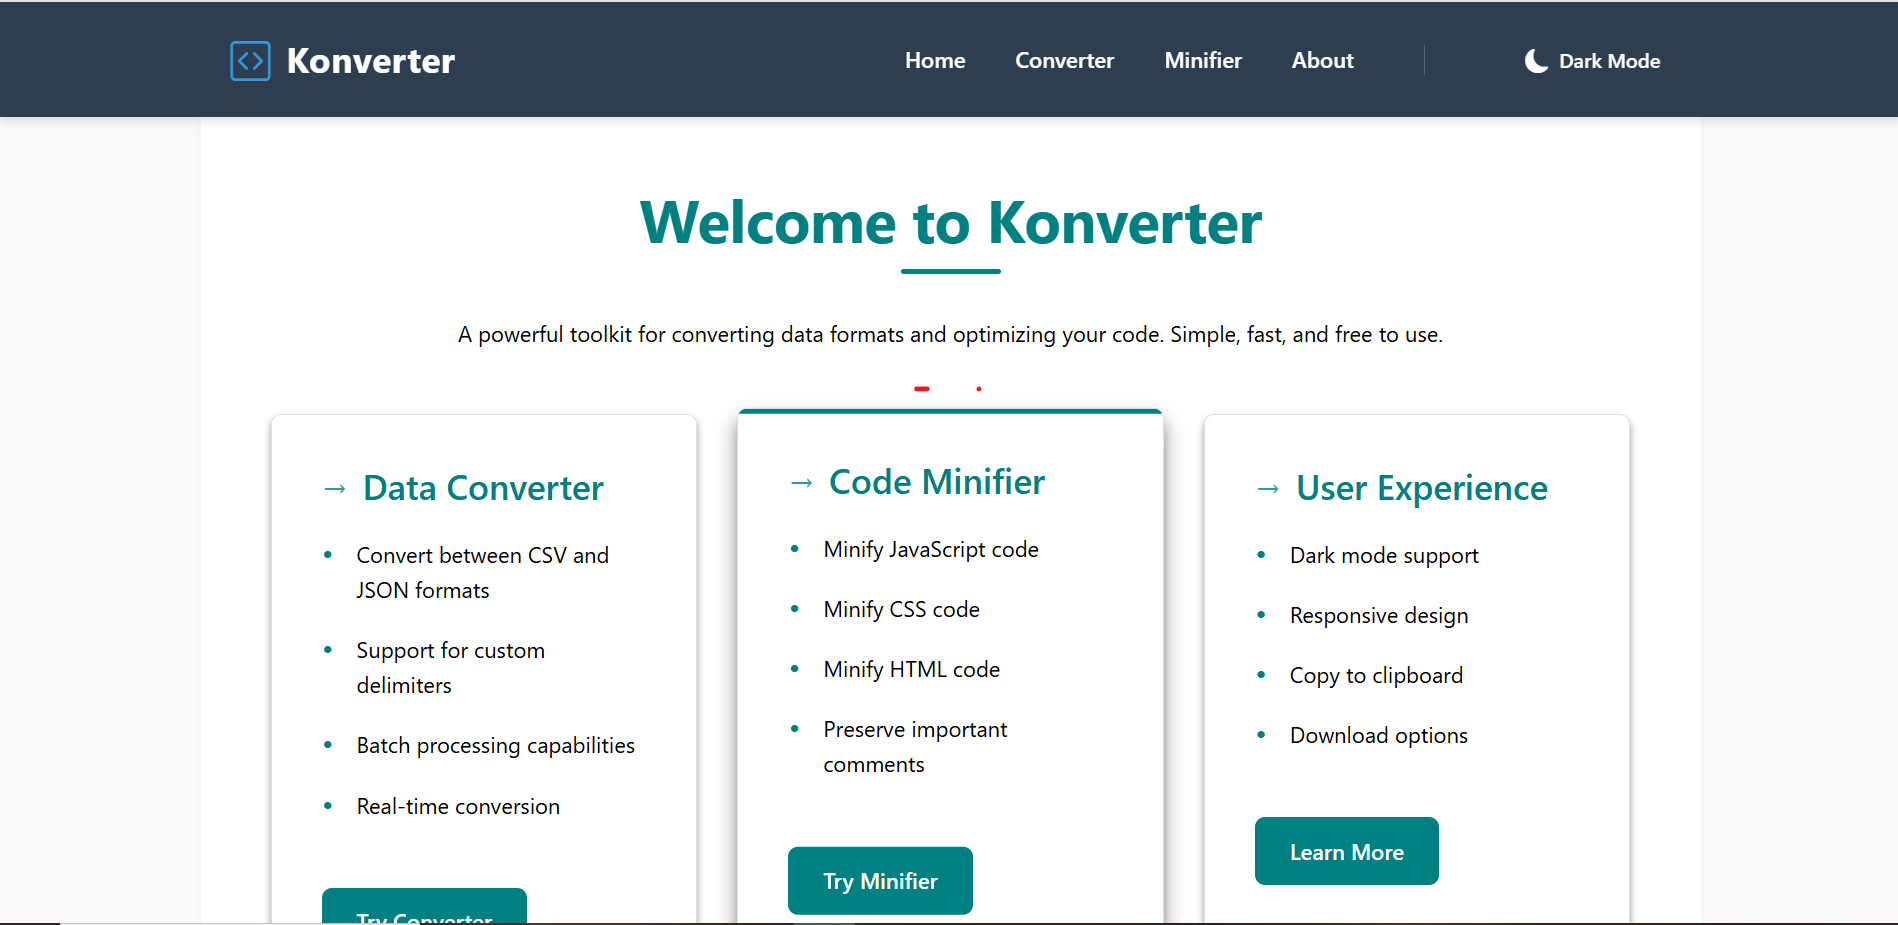 Konverter
Home
Converter
Minifier
About
Dark Mode
Welcome to Konverter
A powerful toolkit for converting data formats and optimizing your code. Simple, fast, and free to use.
→ Data Converter
• Convert between CSV and
JSON formats
• Support for custom
delimiters
• Batch processing capabilities
• Real-time conversion
Try Converter
→ Code Minifier
• Minify JavaScript code
• Minify CSS code
• Minify HTML code
• Preserve important
comments
Try Minifier
→ User Experience
• Dark mode support
• Responsive design
• Copy to clipboard
• Download options
Learn More